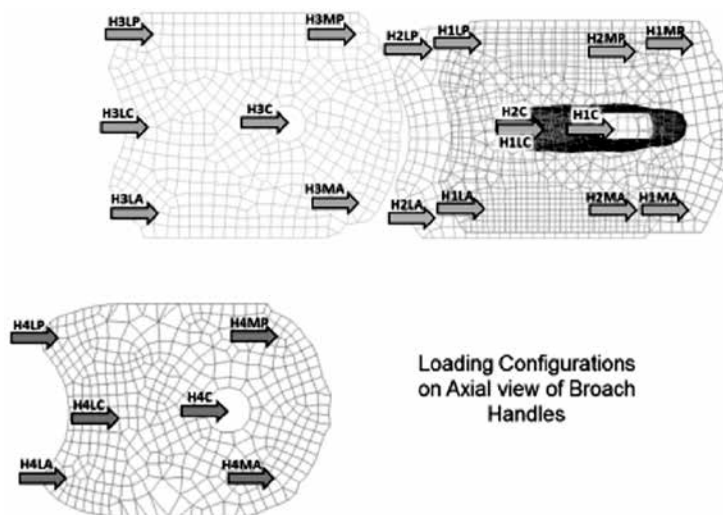 H3LP
H3MP
H2LP
H1LP
H2MP
H1MP
H3LC
H3C
H2C
H1LC
H1C
H3LA
H3MA
H2LA
H1LA
H2MA
H1MA
H4LP
H4MP
H4LC
H4C
H4LA
H4MA
Loading Configurations
on Axial view of Broach
Handles